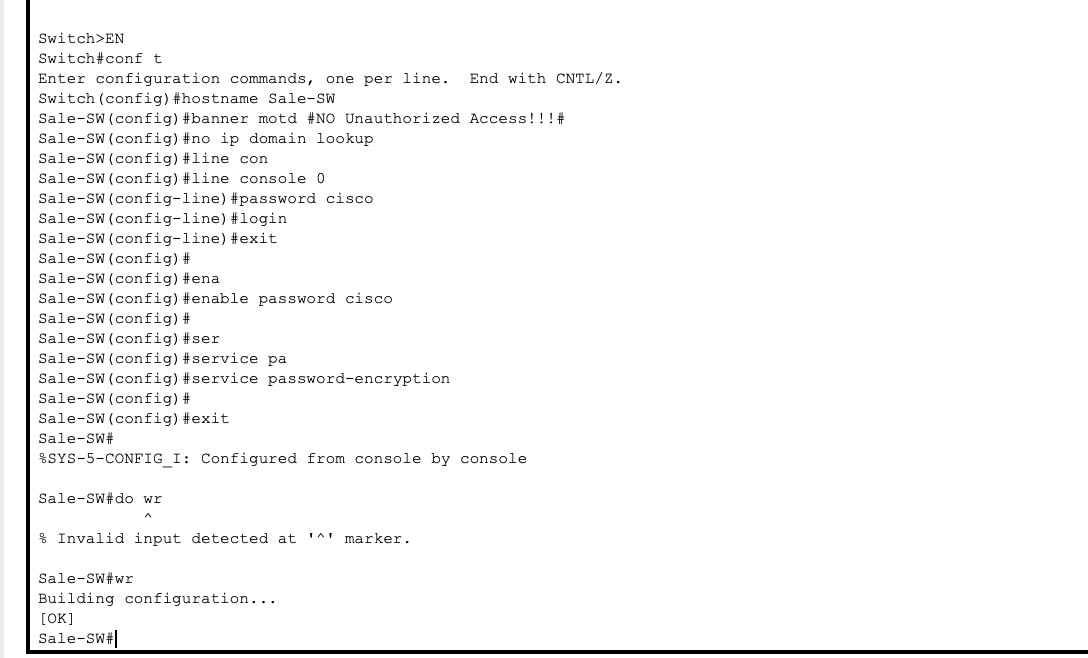 Switch>EN
Switch#conf t
Enter configuration commands, one per line.  End with CNTL/Z.
Switch(config)#hostname Sale-SW
Sale-SW(config)#banner motd #NO Unauthorized Access!!!#
Sale-SW(config)#no ip domain lookup
Sale-SW(config)#line con
Sale-SW(config)#line console 0
Sale-SW(config-line)#password cisco
Sale-SW(config-line)#login
Sale-SW(config-line)#exit
Sale-SW(config)#
Sale-SW(config)#ena
Sale-SW(config)#enable password cisco
Sale-SW(config)#
Sale-SW(config)#ser
Sale-SW(config)#service pa
Sale-SW(config)#service password-encryption
Sale-SW(config)#
Sale-SW(config)#exit
Sale-SW#
%SYS-5-CONFIG_I: Configured from console by console
Sale-SW#do wr
^
% Invalid input detected at '^' marker.
Sale-SW#wr
Building configuration...
[OK]
Sale-SW#